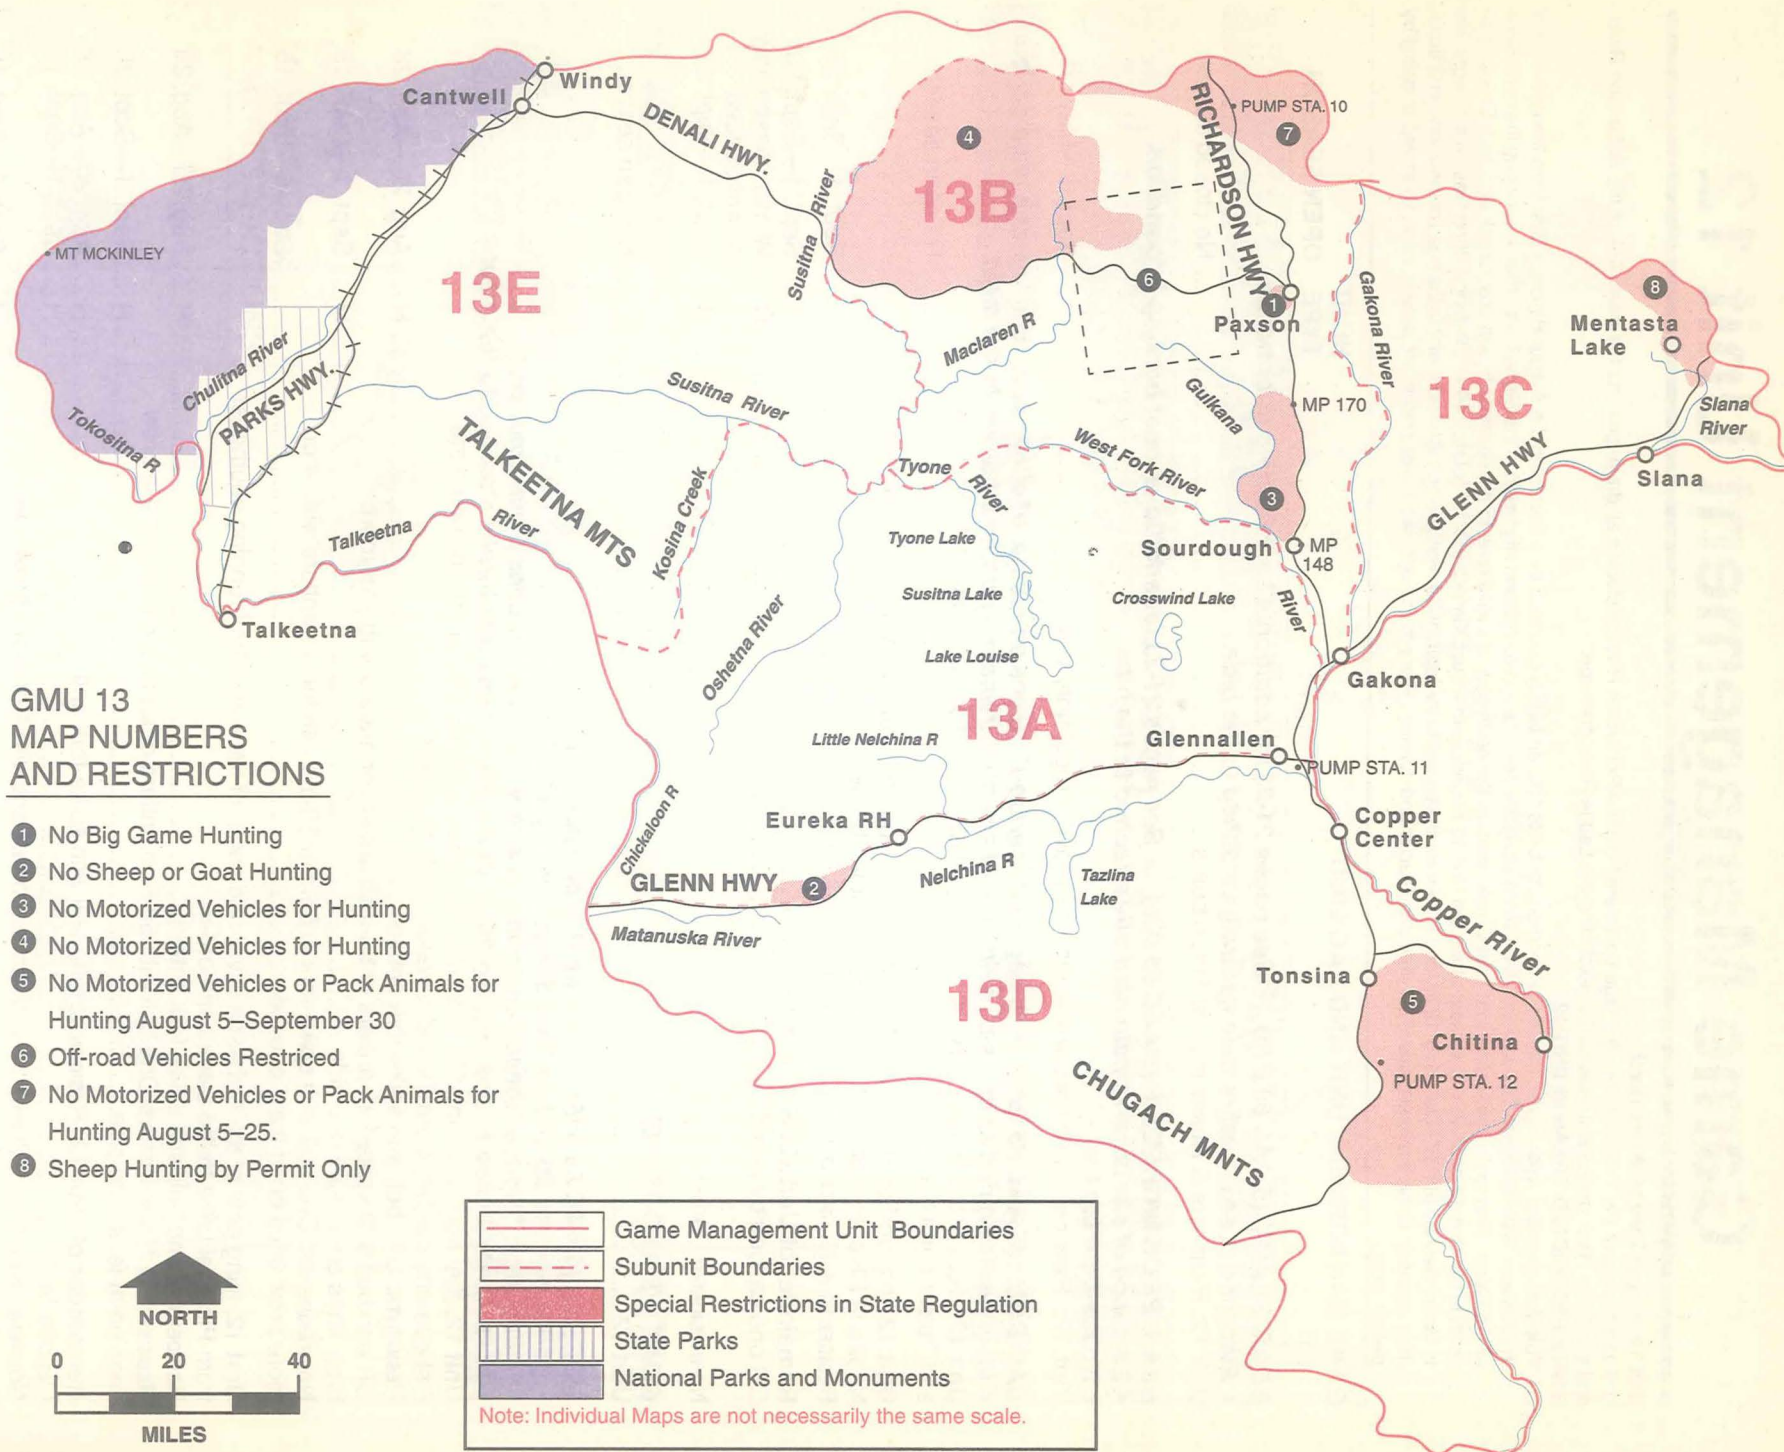 Windy
Cantwell
DENALI HWY.
RICHARDSON HWY
PUMP STA. 10
7
4
13B
Susitna River
MT MCKINLEY
13E
6
1
Paxson
Gakona River
8
Mentasta
Lake
Maclaren R
Chulitna River
PARKS HWY.
Tokositna R
Susitna River
Gulkana
MP 170
13C
Slana
River
TALKEETNA MTS
Kosina Creek
Tyone
River
West Fork River
3
GLENN HWY
Slana
Talkeetna
River
Tyone Lake
Sourdough
MP
148
Susitna Lake
Crosswind Lake
River
Talkeetna
Oshetna River
Lake Louise
Gakona
GMU 13
MAP NUMBERS
AND RESTRICTIONS
1 No Big Game Hunting
2 No Sheep or Goat Hunting
3 No Motorized Vehicles for Hunting
4 No Motorized Vehicles for Hunting
5 No Motorized Vehicles or Pack Animals for
Hunting August 5–September 30
6 Off-road Vehicles Restriced
7 No Motorized Vehicles or Pack Animals for
Hunting August 5–25.
8 Sheep Hunting by Permit Only
13A
Little Nelchina R
Glennallen
PUMP STA. 11
Chickaloon R
Eureka RH
Copper
Center
GLENN HWY
2
Nelchina R
Tazlina
Lake
Matanuska River
Copper River
13D
Tonsina
5
Chitina
PUMP STA. 12
CHUGACH MNTS
NORTH
0 20 40
MILES
Game Management Unit Boundaries
Subunit Boundaries
Special Restrictions in State Regulation
State Parks
National Parks and Monuments
Note: Individual Maps are not necessarily the same scale.